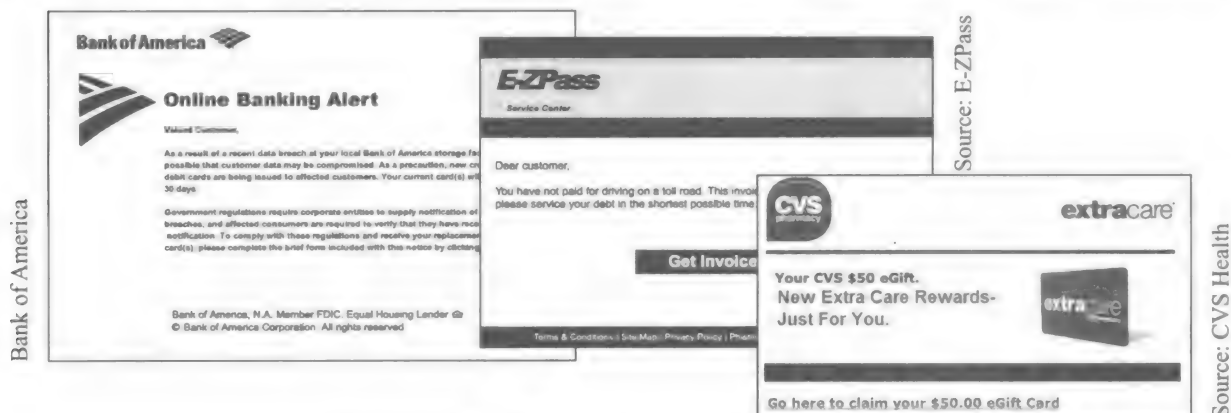 Bank of America
Online Banking Alert
Valued Customer,
As a result of a recent data breach at your local Bank of America storage fac
possible that customer data may be compromised. As a precaution, new cr
debit cards are being issued to affected customers. Your current card(s) wil
30 days
Government regulations require corporate entities to supply notification of
breaches, and affected consumers are required to verify that they have rece
notification. To comply with these regulations and receive your replacemen
card(s), please complete the brief form included with this notice by clicking
Bank of America, N.A. Member FDIC. Equal Housing Lender
© Bank of America Corporation. All rights reserved
Bank of America
E-ZPass
Service Center
Dear customer,
You have not paid for driving on a toll road. This invoic
please service your debt in the shortest possible time
Get Invoice
Terms & Conditions | Site Map | Privacy Policy |
Source: E-ZPass
CVS
pharmacy
extracare
Your CVS $50 eGift.
New Extra Care Rewards-
Just For You.
extracare
Go here to claim your $50.00 eGift Card
Source: CVS Health